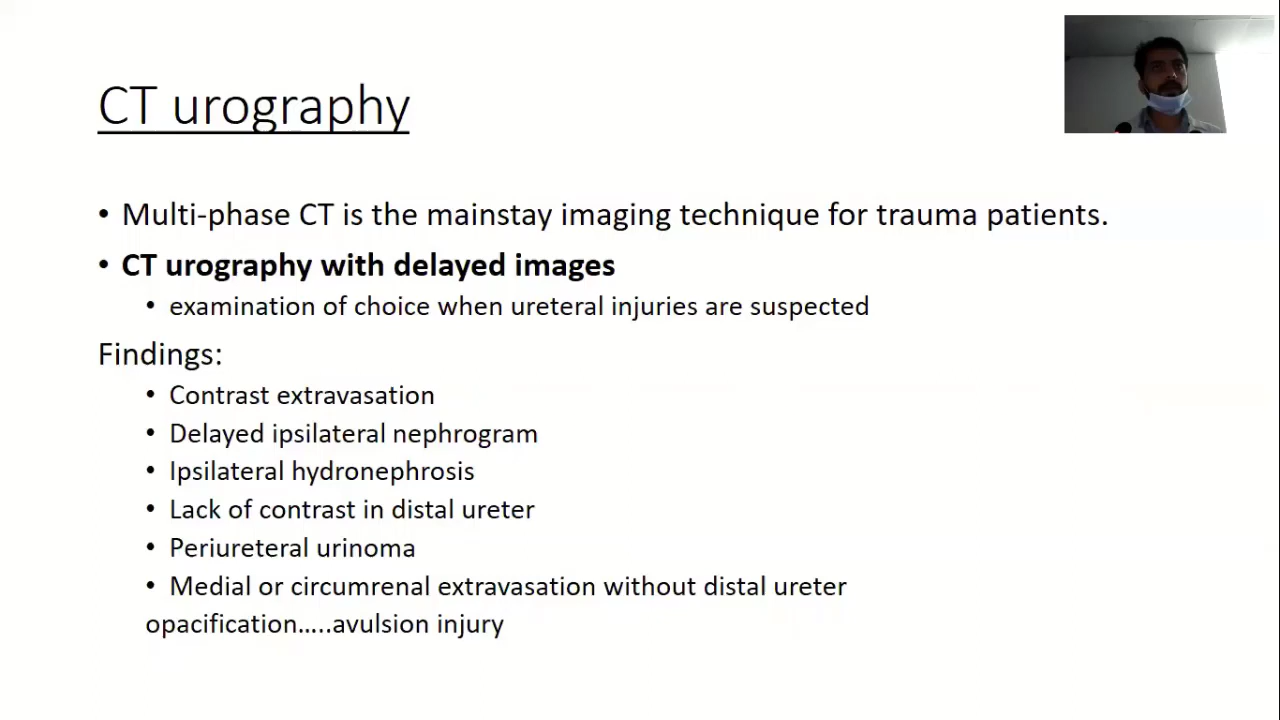 CT urography
• Multi-phase CT is the mainstay imaging technique for trauma patients.
• CT urography with delayed images
• examination of choice when ureteral injuries are suspected
Findings:
• Contrast extravasation
• Delayed ipsilateral nephrogram
• Ipsilateral hydronephrosis
• Lack of contrast in distal ureter
• Periureteral urinoma
• Medial or circumrenal extravasation without distal ureter
opacification…..avulsion injury